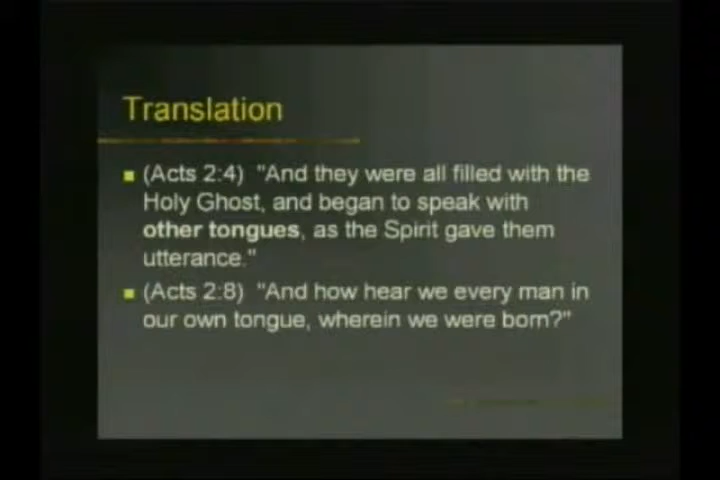 Translation
(Acts 2:4) "And they were all filled with the
Holy Ghost, and began to speak with
other tongues, as the Spirit gave them
utterance."
(Acts 2:8) "And how hear we every man in
our own tongue, wherein we were born?"